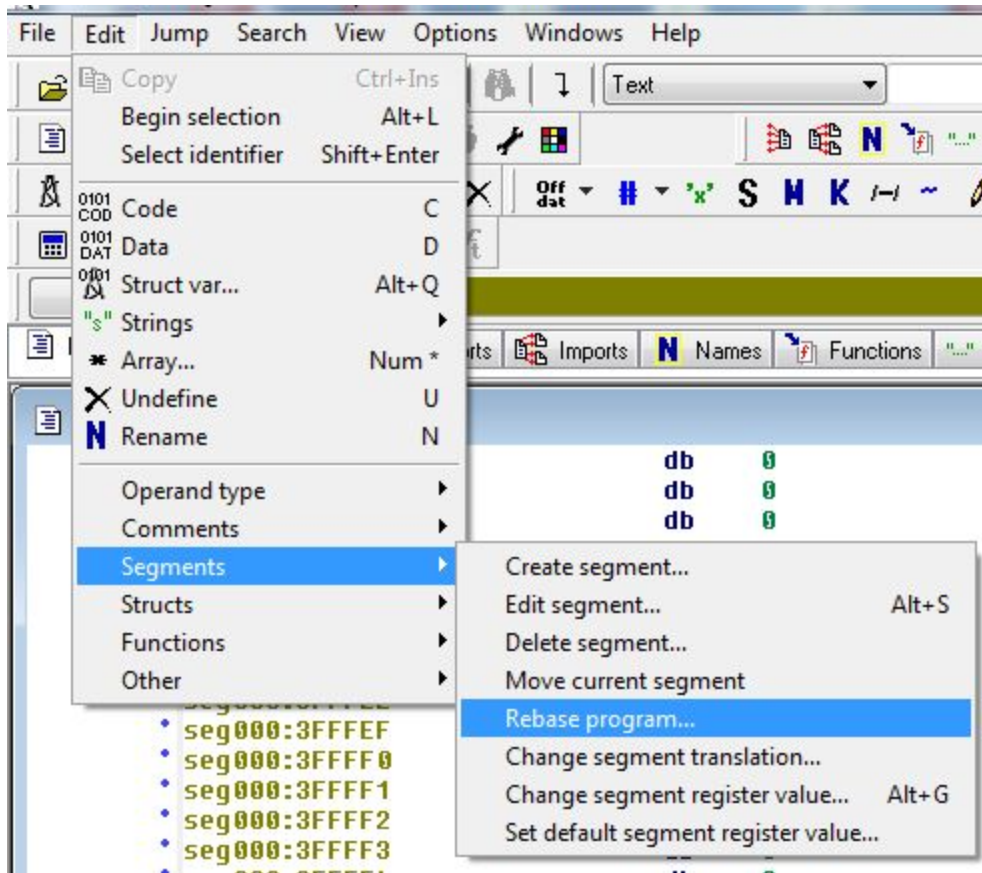 File Edit Jump Search View Options Windows Help
Copy Ctrl+Ins
Text
Begin selection Alt+L
Select identifier Shift+Enter
N
"...."
0101
COD Code C
Off
dat
# 'x' S M K
0101
DAT Data D
0101
Struct var... Alt+Q
"s" Strings
* Array... Num *
Imports N Names Functions
Undefine U
N Rename N
db 0
Operand type
db 0
Comments
db 0
Segments
Create segment...
Structs
Edit segment... Alt+S
Functions
Delete segment...
Other
Move current segment
Rebase program...
seg000:3FFFEF
Change segment translation...
seg000:3FFFF0
Change segment register value... Alt+G
seg000:3FFFF1
Set default segment register value...
seg000:3FFFF2
seg000:3FFFF3